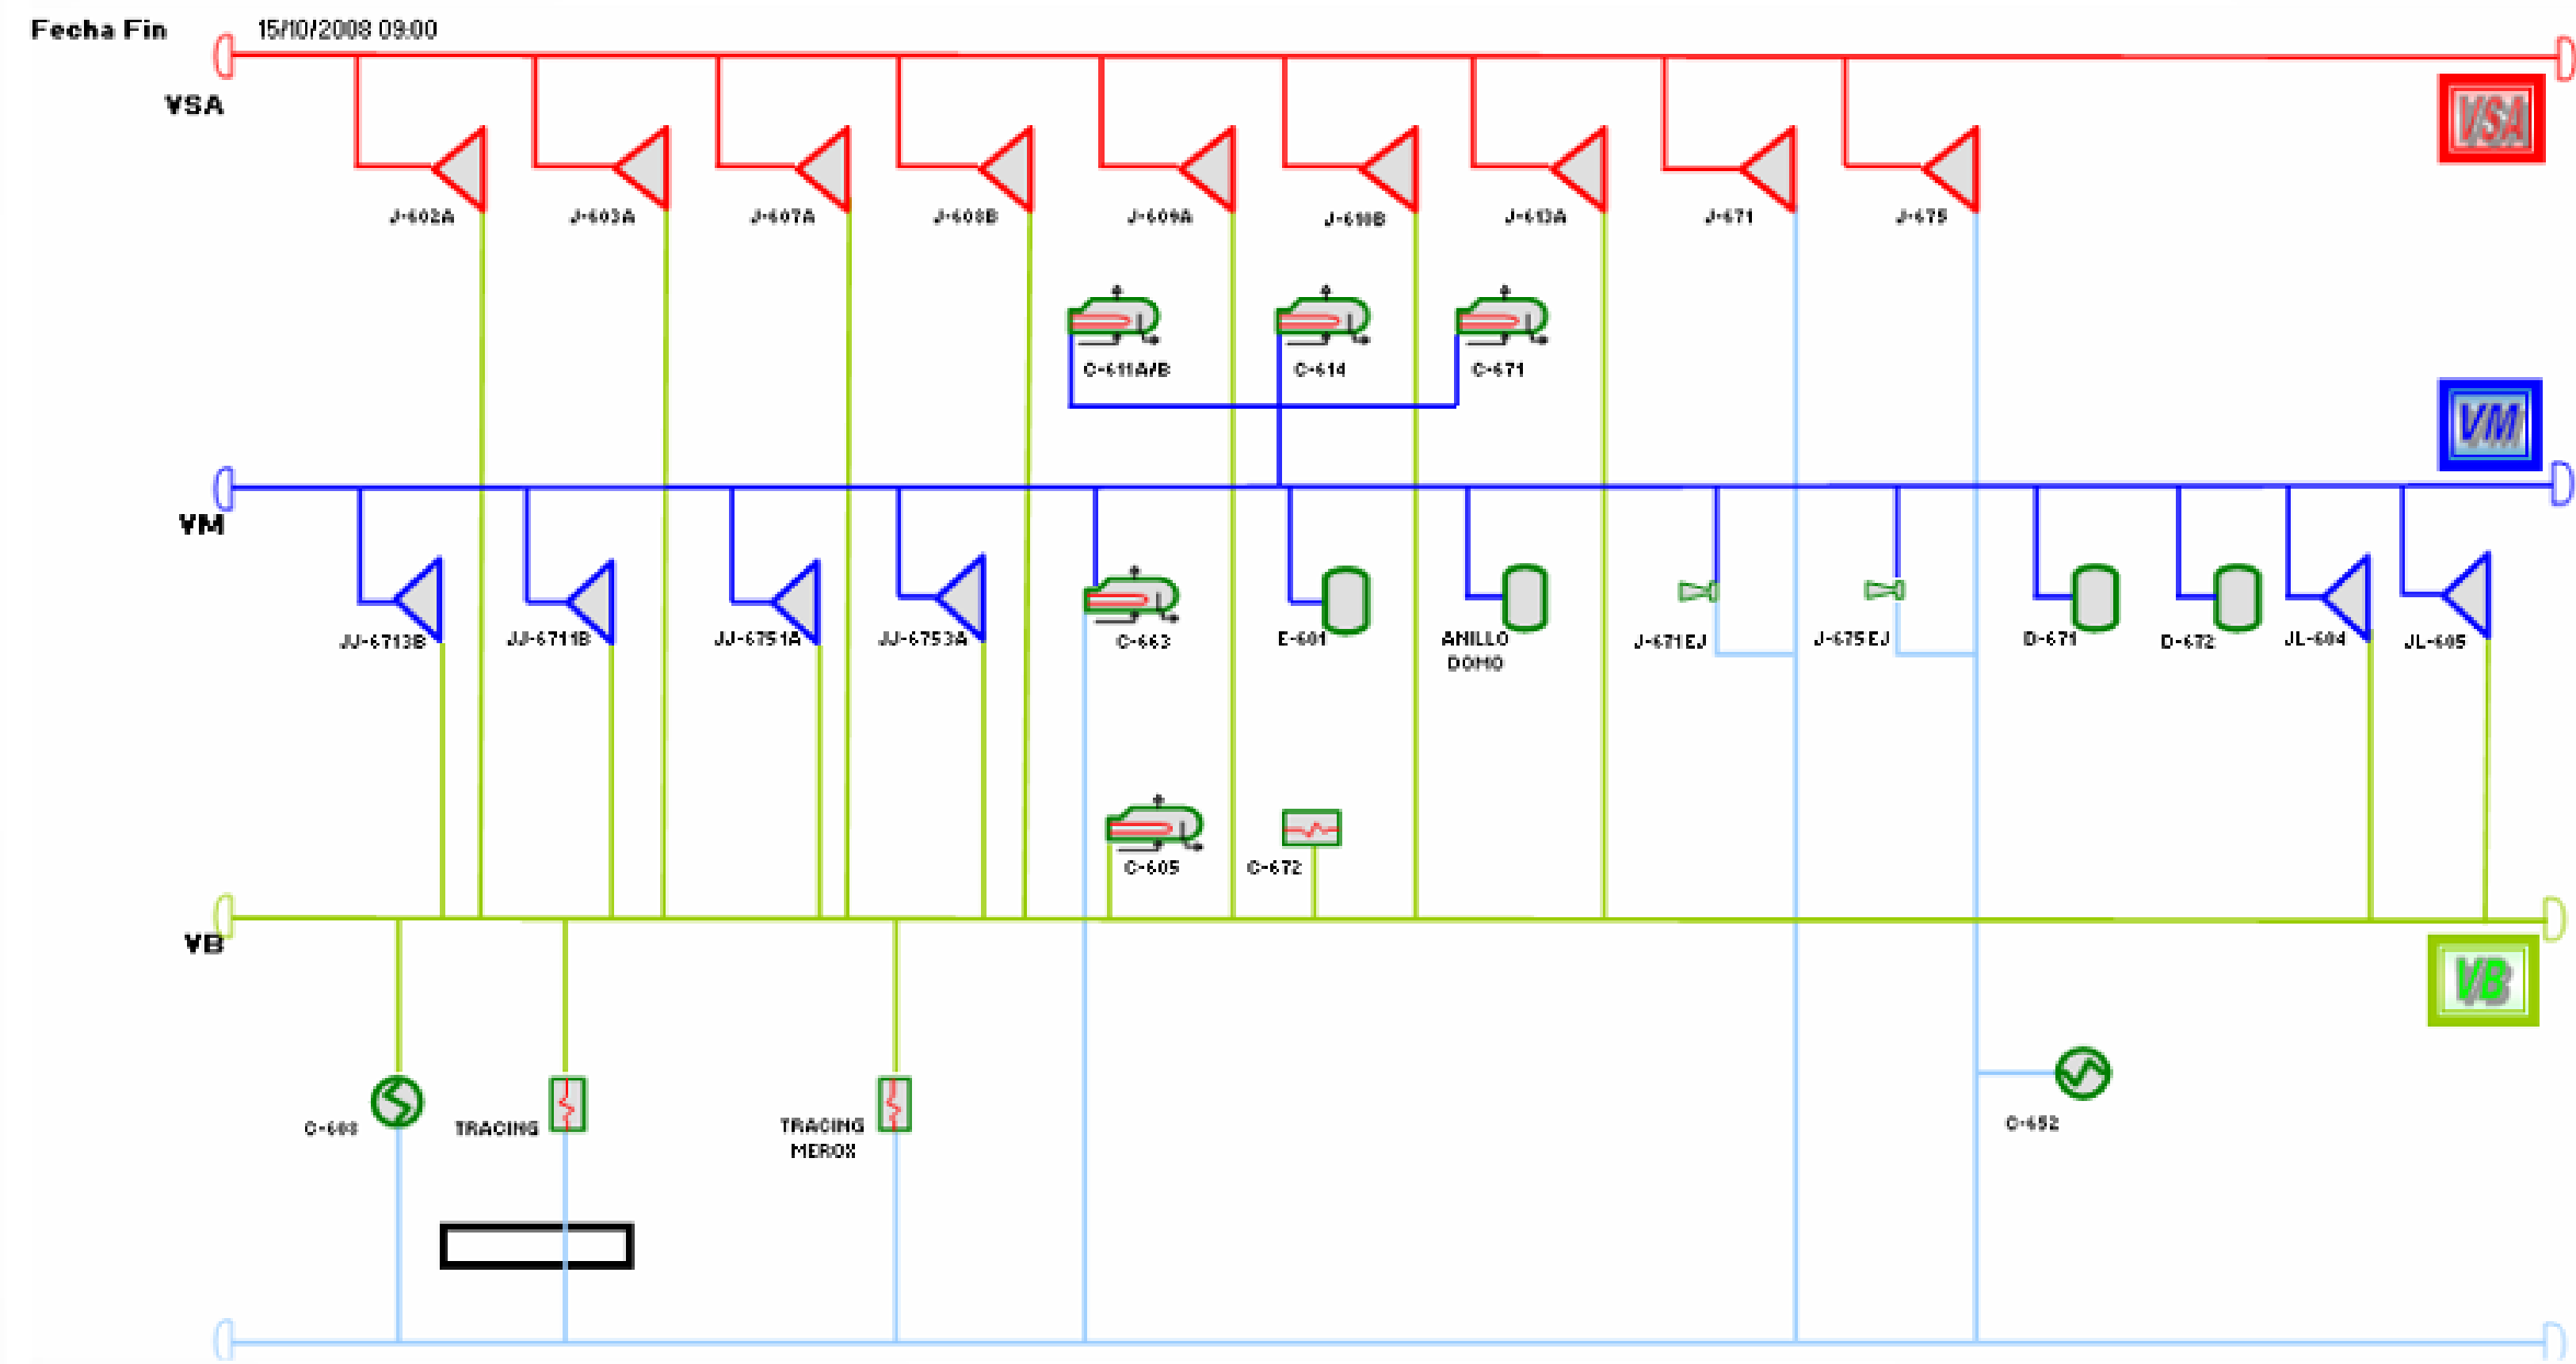 Fecha Fin 15/10/2008 09:00
VSA
VSA
J-602A J-603A J-607A J-608B J-609A J-610B J-613A J-671 J-675
C-611A/B C-614 C-671
VM
VM
JJ-6713B JJ-6711B JJ-6751A JJ-6753A C-663 E-601 ANILLO J-671EJ J-675EJ D-671 D-672 JL-604 JL-605
DOMO
C-605 C-672
VB
VB
C-603 TRACING TRACING C-652
MEROX